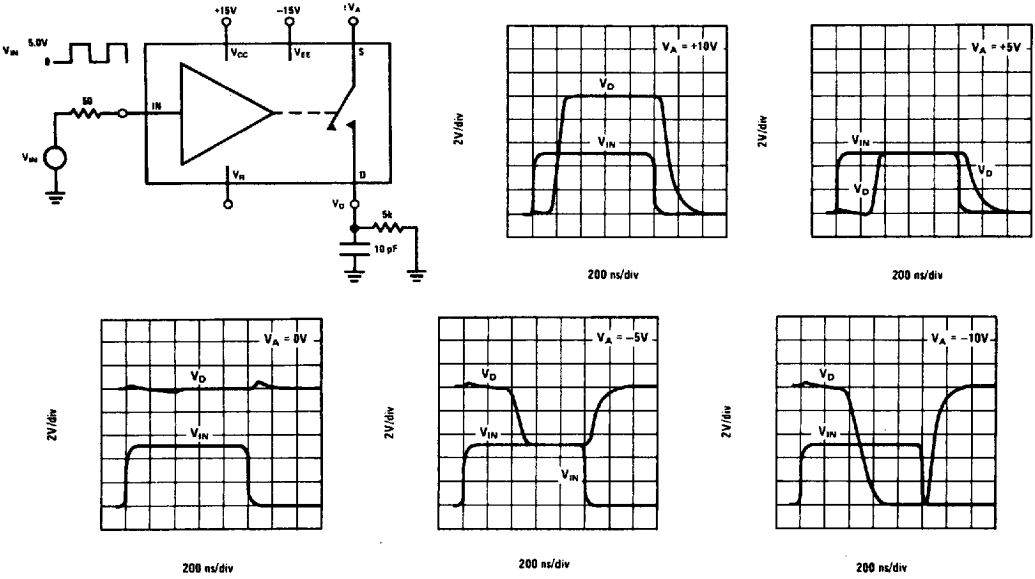 +15V
−15V
±VA
VIN
5.0V
0
VCC
VEE
S
50
IN
VIN
VR
D
VD
5k
10 pF
2V/div
VA = +10V
VD
VIN
200 ns/div
2V/div
VA = +5V
VIN
VD
VD
200 ns/div
2V/div
VA = 0V
VD
VIN
200 ns/div
2V/div
VA = −5V
VD
VIN
VIN
200 ns/div
2V/div
VA = −10V
VD
VIN
200 ns/div